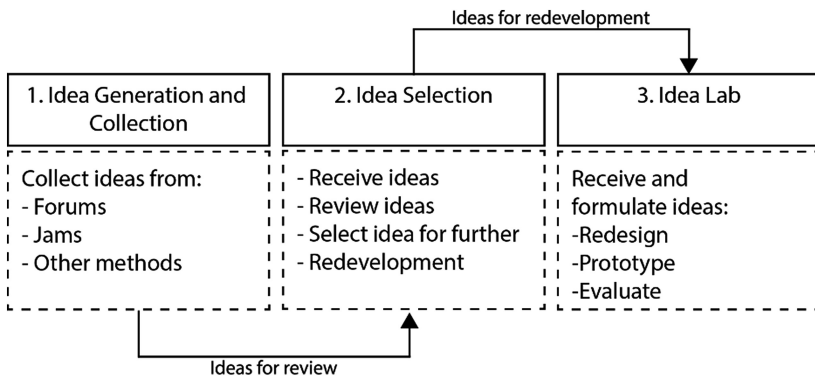 Ideas for redevelopment
1. Idea Generation and
Collection
2. Idea Selection
3. Idea Lab
Collect ideas from:
- Forums
- Jams
- Other methods
- Receive ideas
- Review ideas
- Select idea for further
- Redevelopment
Receive and
formulate ideas:
-Redesign
-Prototype
-Evaluate
Ideas for review